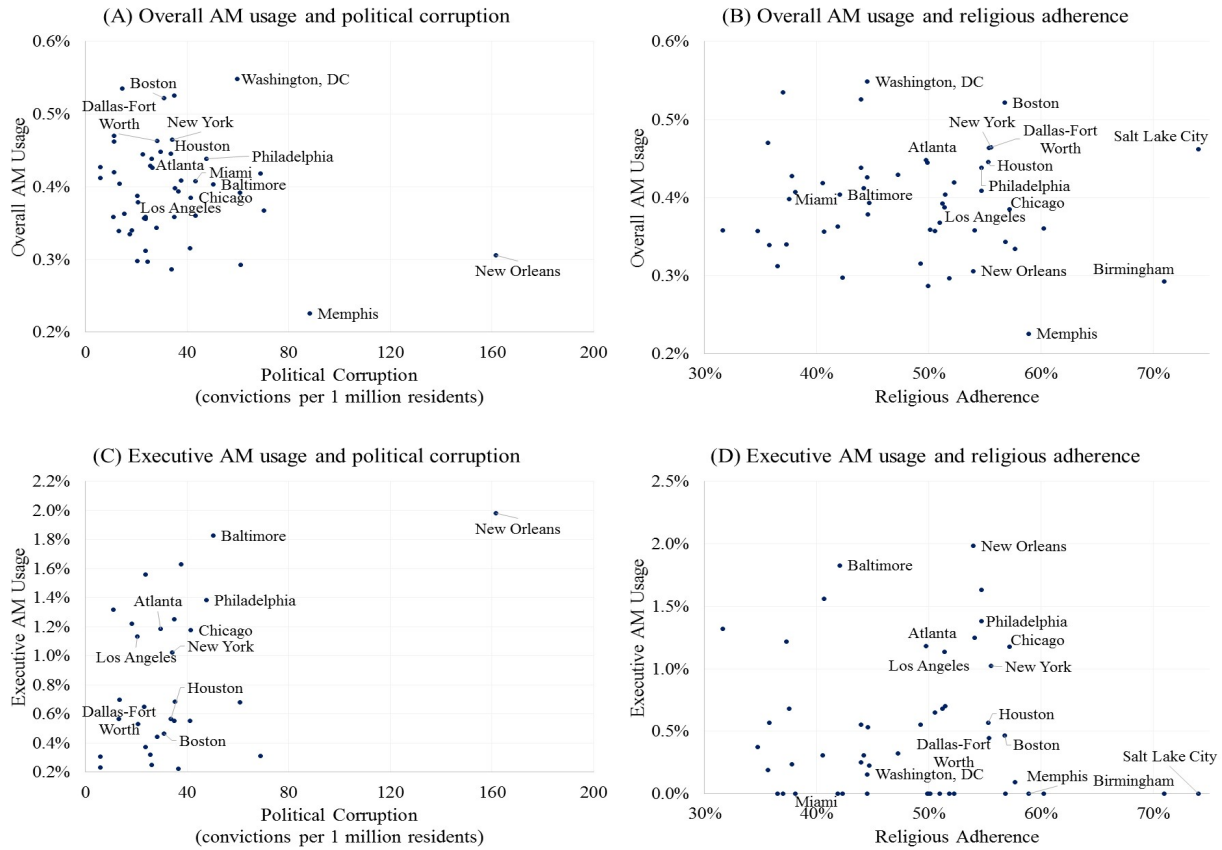 (A) Overall AM usage and political corruption
0.6%
0.5%
0.4%
0.3%
0.2%
Overall AM Usage
Washington, DC
Boston
Dallas-Fort
Worth
New York
Houston
Philadelphia
Atlanta
Miami
Baltimore
Chicago
Los Angeles
New Orleans
Memphis
0
40
80
120
160
200
Political Corruption
(convictions per 1 million residents)
(B) Overall AM usage and religious adherence
0.6%
0.5%
0.4%
0.3%
0.2%
Overall AM Usage
Washington, DC
Boston
New York
Dallas-Fort
Worth
Salt Lake City
Atlanta
Houston
Philadelphia
Miami
Baltimore
Chicago
Los Angeles
New Orleans
Birmingham
Memphis
30%
40%
50%
60%
70%
Religious Adherence
(C) Executive AM usage and political corruption
2.2%
2.0%
1.8%
1.6%
1.4%
1.2%
1.0%
0.8%
0.6%
0.4%
0.2%
Executive AM Usage
New Orleans
Baltimore
Atlanta
Philadelphia
Chicago
New York
Los Angeles
Houston
Dallas-Fort
Worth
Boston
0
40
80
120
160
200
Political Corruption
(convictions per 1 million residents)
(D) Executive AM usage and religious adherence
2.5%
2.0%
1.5%
1.0%
0.5%
0.0%
Executive AM Usage
New Orleans
Baltimore
Philadelphia
Atlanta
Chicago
Los Angeles
New York
Houston
Dallas-Fort
Worth
Boston
Salt Lake City
Washington, DC
Memphis
Birmingham
Miami
30%
40%
50%
60%
70%
Religious Adherence